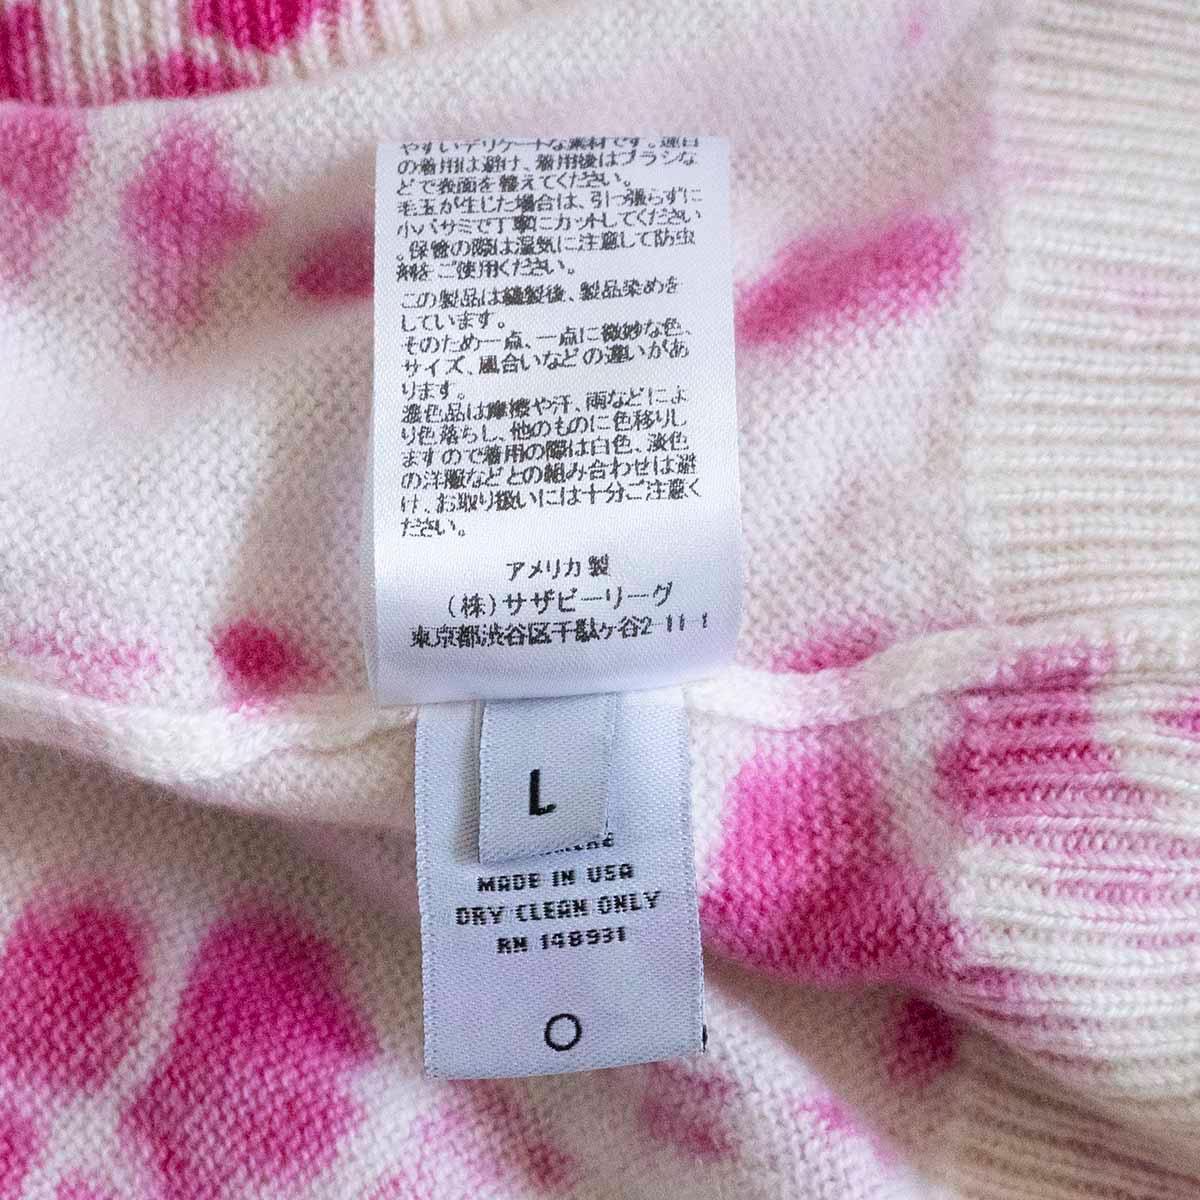 やすいデリケートな素材です。連日
の着用は避け、着用後はブラシな
どで表面を整えてください。
毛玉が生じた場合は、引っ張らずに
小バサミで丁寧にカットしてください
。保管の際は湿気に注意して防虫
剤をご使用ください。
この製品は縫製後、製品染めを
しています。
そのため一点、一点に微妙な色、
サイズ、風合いなどの違いがあ
ります。
濃色品は摩擦や汗、雨などによ
り色落ちし、他のものに色移りし
ますので着用の際は白色、淡色
の洋服などとの組み合わせは避
け、お取り扱いには十分ご注意く
ださい。
アメリカ製
(株)サザビーリーグ
東京都渋谷区千駄ヶ谷2-11-1
L
MADE IN USA
DRY CLEAN ONLY
RN 148931
O